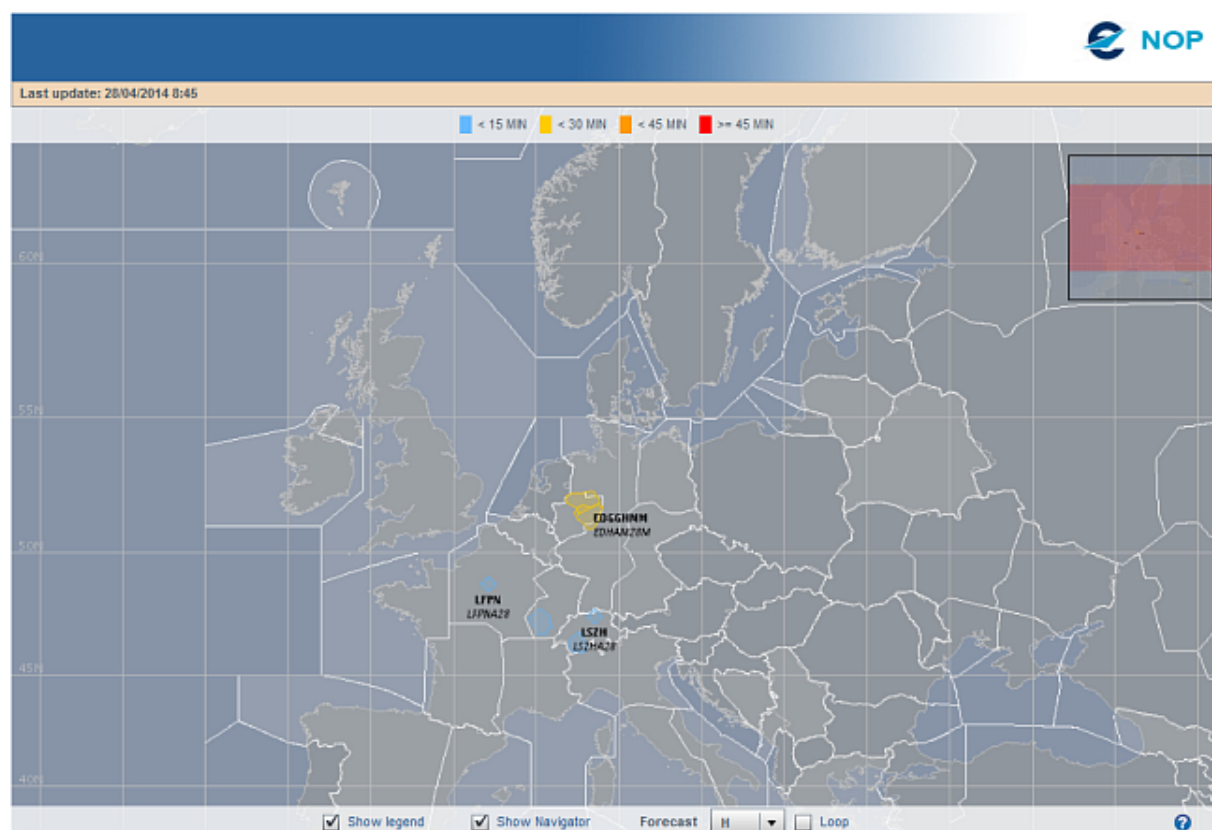 NOP
Last update: 28/04/2014 8:45
< 15 MIN < 30 MIN < 45 MIN >= 45 MIN
60N
55N
EDGGHMM
EDHAM28M
50N
LFPN
LFPNA28
LSZH
LSZHA28
45N
40N
Show legend Show Navigator Forecast H Loop
?